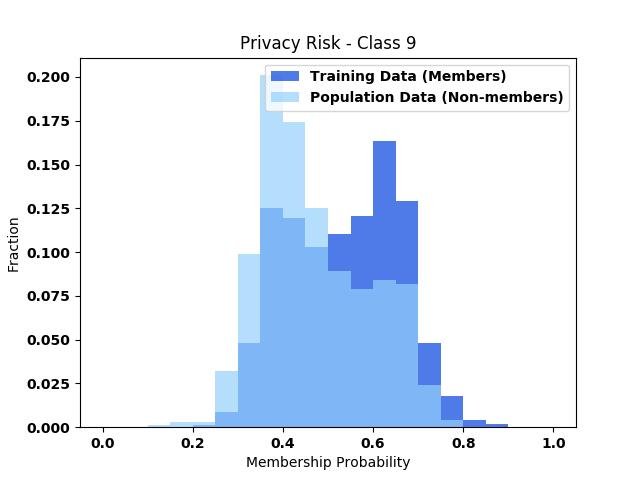 Privacy Risk - Class 9
Training Data (Members)
Population Data (Non-members)
0.200
0.175
0.150
0.125
0.100
0.075
0.050
0.025
0.000
Fraction
0.0 0.2 0.4 0.6 0.8 1.0
Membership Probability